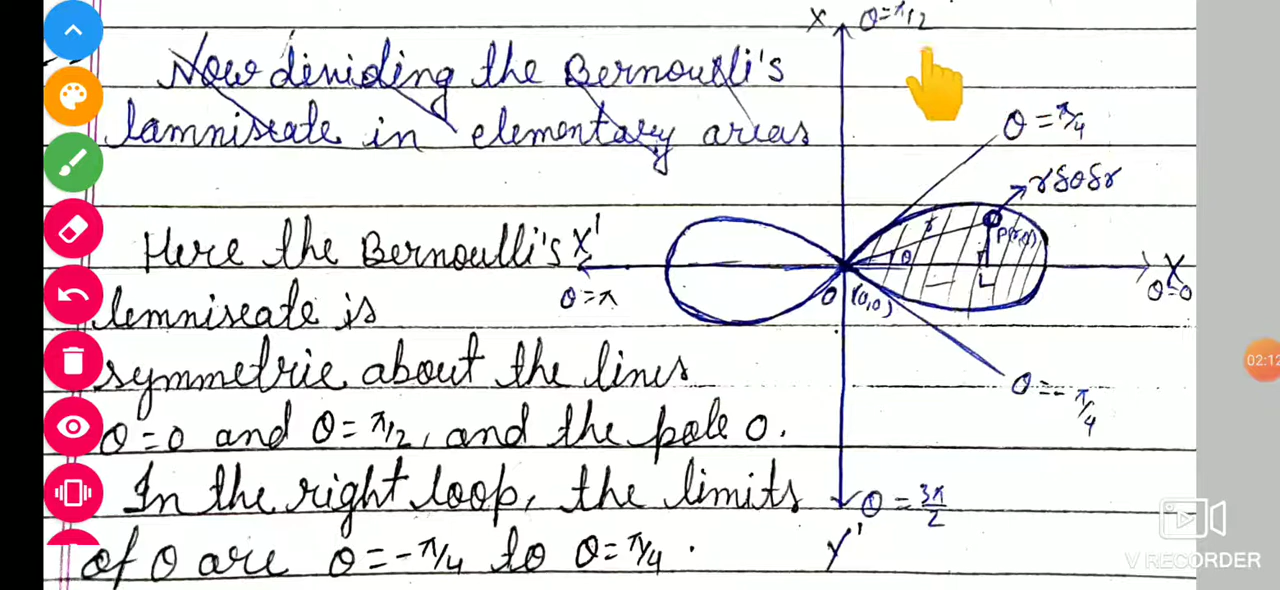 X θ=π/2
Now dividing the Bernoulli's
lamniscate in elementary areas
θ = π/4
rδθδr
Here the Bernoulli's X'
r
P(r,θ)
θ
L
X
θ=π
O (0,0)
θ=0
lemniscate is
symmetric about the lines
θ = -π/4
θ=0 and θ=π/2, and the pole O.
In the right loop, the limits
θ = 3π/2
of θ are θ=-π/4 to θ=π/4.
Y'
02:12
V RECORDER